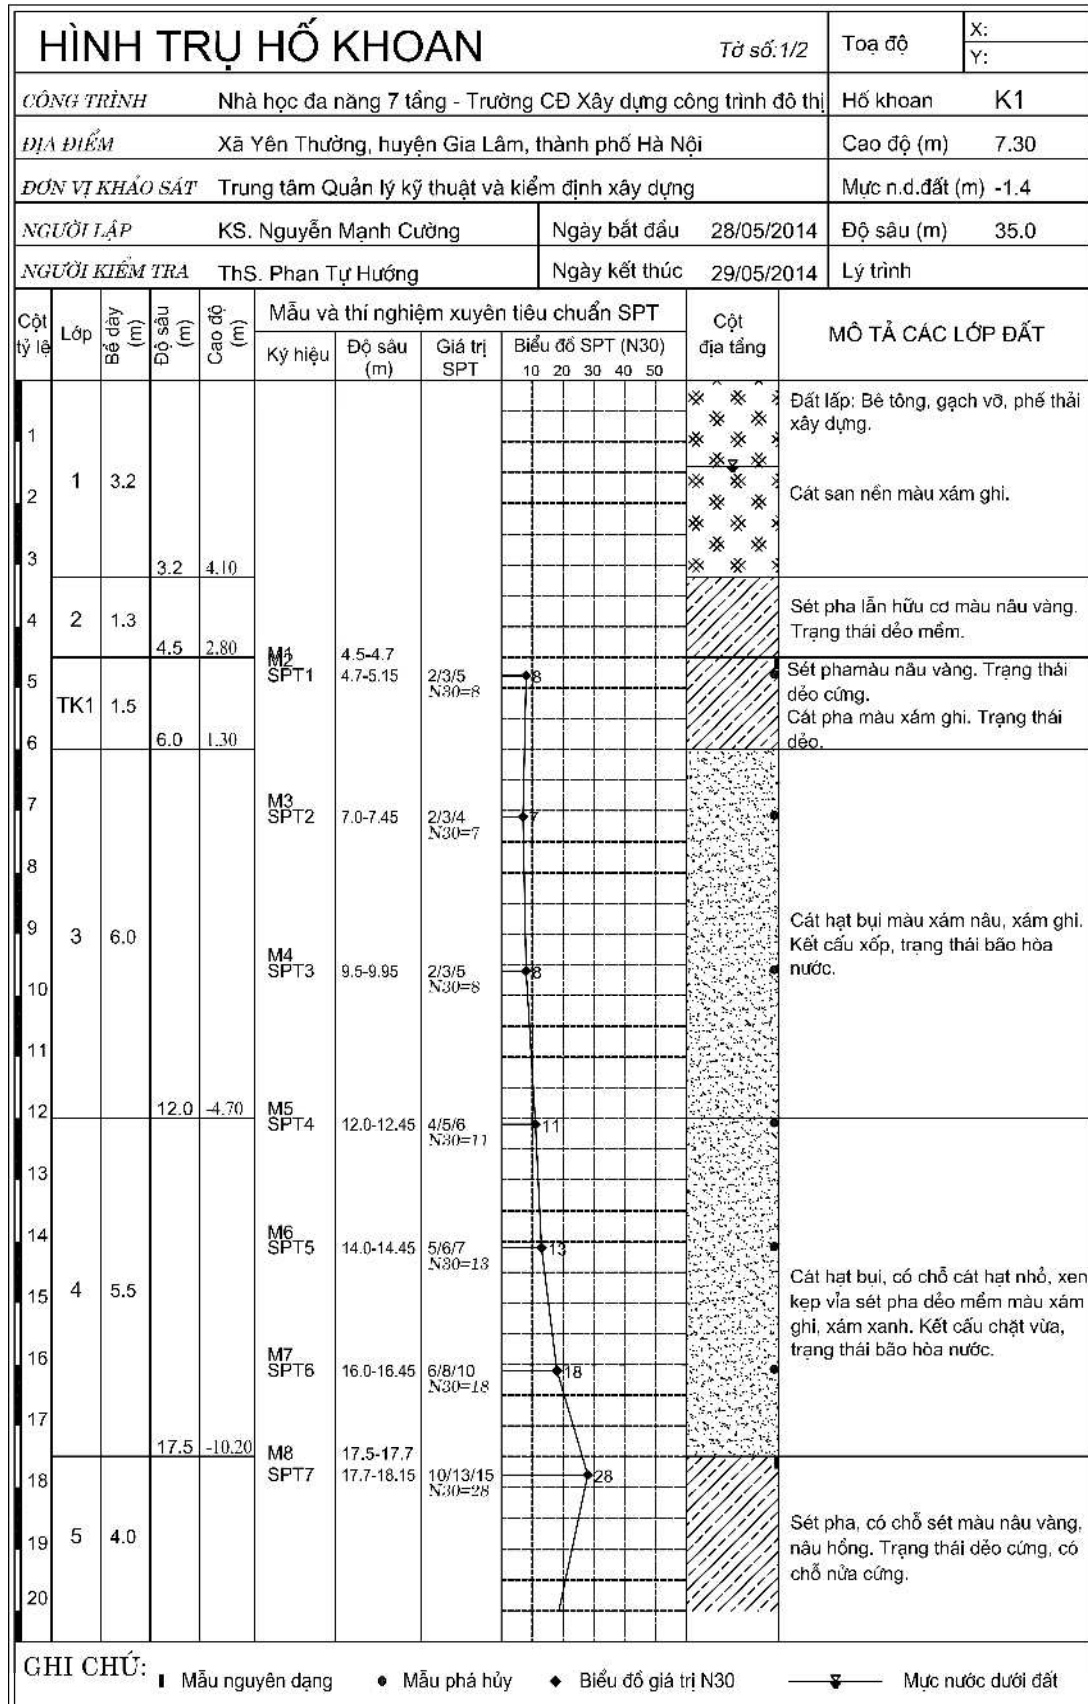 HÌNH TRỤ HỐ KHOAN
Tờ số:1/2
Toạ độ
X:
Y:
CÔNG TRÌNH Nhà học đa năng 7 tầng - Trường CĐ Xây dựng công trình đô thị
Hố khoan K1
ĐỊA ĐIỂM Xã Yên Thường, huyện Gia Lâm, thành phố Hà Nội
Cao độ (m) 7.30
ĐƠN VỊ KHẢO SÁT Trung tâm Quản lý kỹ thuật và kiểm định xây dựng
Mực n.d.đất (m) -1.4
NGƯỜI LẬP KS. Nguyễn Mạnh Cường
Ngày bắt đầu 28/05/2014
Độ sâu (m) 35.0
NGƯỜI KIỂM TRA ThS. Phan Tự Hướng
Ngày kết thúc 29/05/2014
Lý trình
Cột tỷ lệ
Lớp
Bề dày (m)
Độ sâu (m)
Cao độ (m)
Mẫu và thí nghiệm xuyên tiêu chuẩn SPT
Ký hiệu
Độ sâu (m)
Giá trị SPT
Biểu đồ SPT (N30)
10 20 30 40 50
Cột địa tầng
MÔ TẢ CÁC LỚP ĐẤT
1
2
3
4
5
6
7
8
9
10
11
12
13
14
15
16
17
18
19
20
1 3.2
3.2 4.10
Đất lấp: Bê tông, gạch vỡ, phế thải
xây dựng.
Cát san nền màu xám ghi.
2 1.3
4.5 2.80
Sét pha lẫn hữu cơ màu nâu vàng.
Trạng thái dẻo mềm.
M1 4.5-4.7
M2
SPT1 4.7-5.15 2/3/5 8
N30=8
TK1 1.5
6.0 1.30
Sét phamàu nâu vàng. Trạng thái
dẻo cứng.
Cát pha màu xám ghi. Trạng thái
dẻo.
M3
SPT2 7.0-7.45 2/3/4 7
N30=7
3 6.0
12.0 -4.70
Cát hạt bụi màu xám nâu, xám ghi.
Kết cấu xốp, trạng thái bão hòa
nước.
M4
SPT3 9.5-9.95 2/3/5 8
N30=8
M5
SPT4 12.0-12.45 4/5/6 11
N30=11
M6
SPT5 14.0-14.45 5/6/7 13
N30=13
4 5.5
17.5 -10.20
Cát hạt bụi, có chỗ cát hạt nhỏ, xen
kẹp vỉa sét pha dẻo mềm màu xám
ghi, xám xanh. Kết cấu chặt vừa,
trạng thái bão hòa nước.
M7
SPT6 16.0-16.45 6/8/10 18
N30=18
M8 17.5-17.7
SPT7 17.7-18.15 10/13/15 28
N30=28
5 4.0
Sét pha, có chỗ sét màu nâu vàng,
nâu hồng. Trạng thái dẻo cứng, có
chỗ nửa cứng.
GHI CHÚ:
Mẫu nguyên dạng
Mẫu phá hủy
Biểu đồ giá trị N30
Mực nước dưới đất